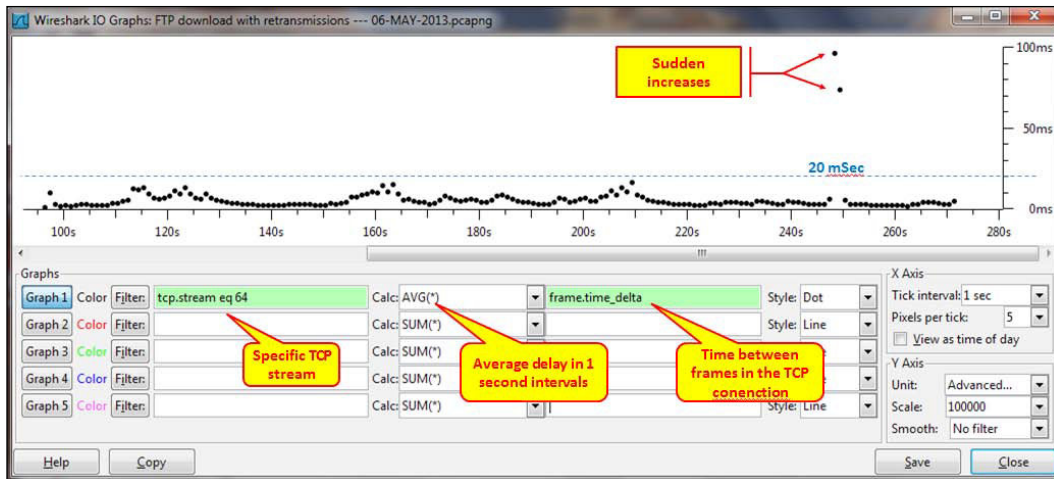 Wireshark IO Graphs: FTP download with retransmissions --- 06-MAY-2013.pcapng
100ms
Sudden
increases
50ms
20 mSec
0ms
100s 120s 140s 160s 180s 200s 220s 240s 260s 280s
Graphs
Graph 1 Color Filter: tcp.stream eq 64 Calc: AVG(*) frame.time_delta Style: Dot
Graph 2 Color Filter: Calc: SUM(*) Style: Line
Graph 3 Color Filter: Calc: SUM(*)
Graph 4 Color Filter: Calc: SUM(*)
Graph 5 Color Filter: Calc: SUM(*) Style: Line
Specific TCP
stream
Average delay in 1
second intervals
Time between
frames in the TCP
conenction
X Axis
Tick interval: 1 sec
Pixels per tick: 5
View as time of day
Y Axis
Unit: Advanced...
Scale: 100000
Smooth: No filter
Help Copy Save Close